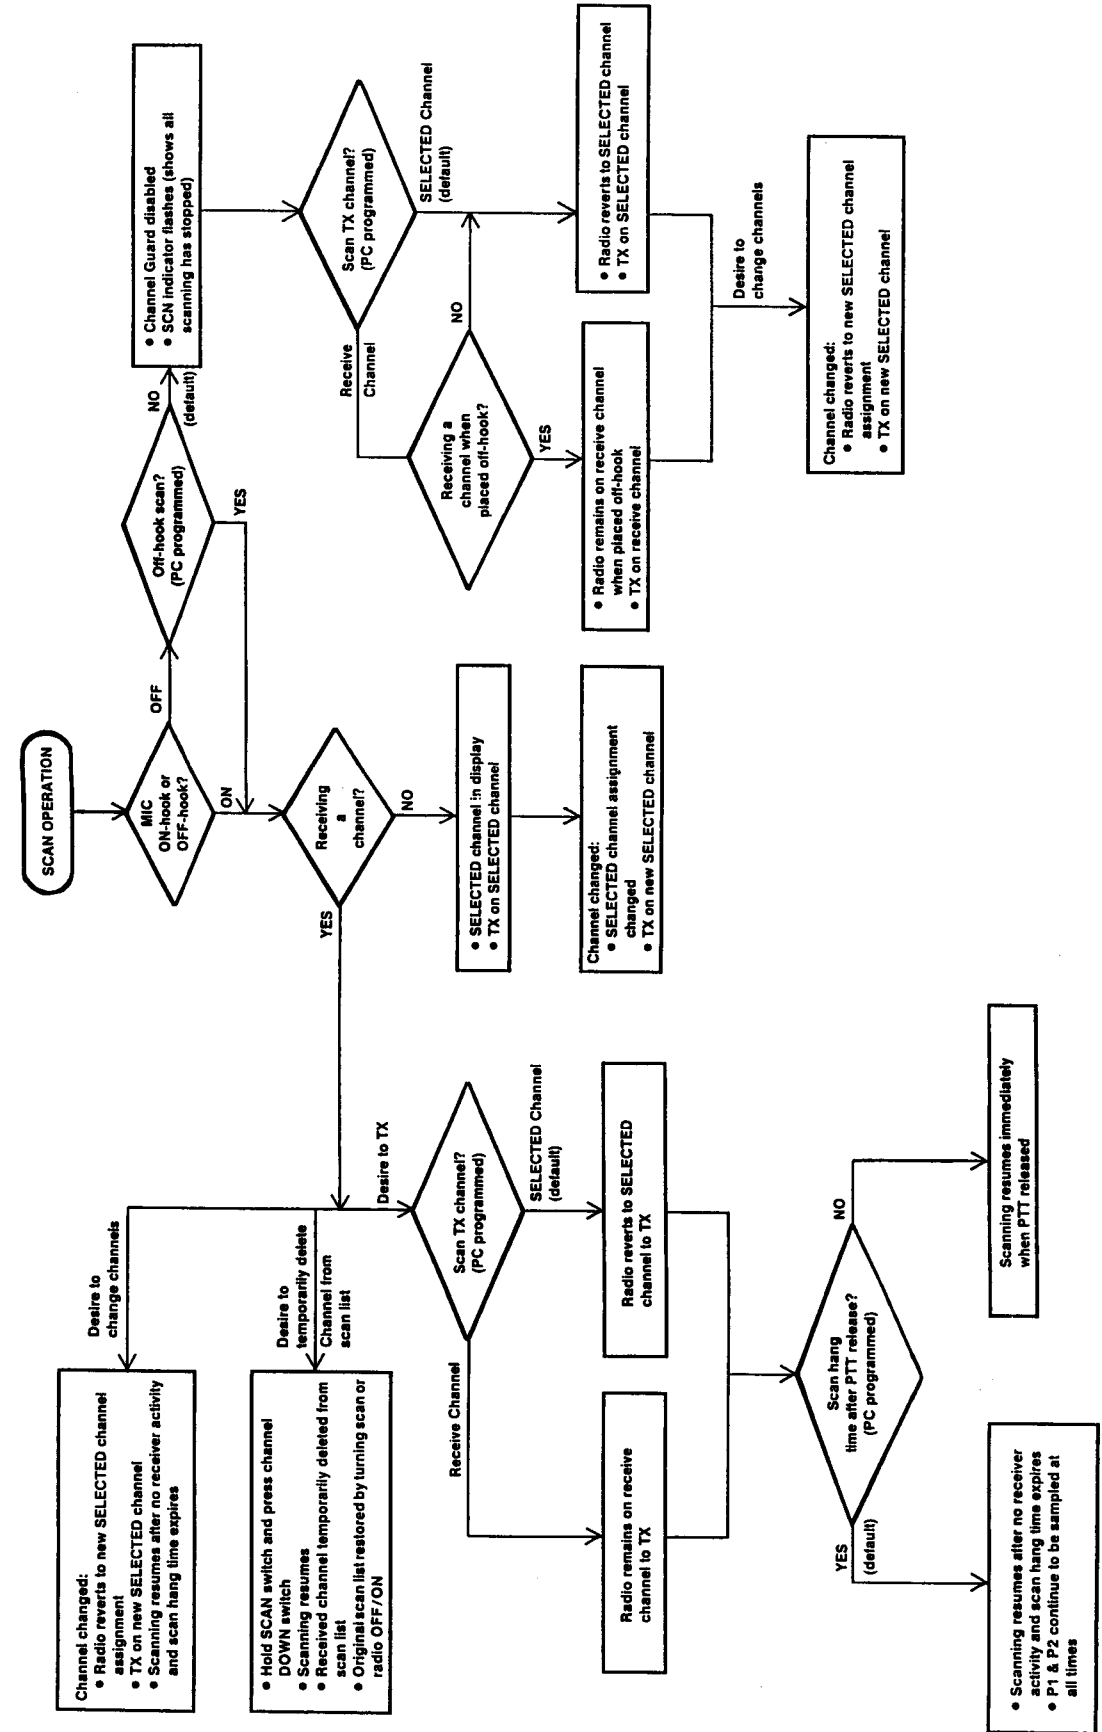 SCAN OPERATION
MIC
ON-hook or
OFF-hook?
OFF
ON
Off-hook scan?
(PC programmed)
NO
(default)
YES
● Channel Guard disabled
● SCN indicator flashes (shows all
scanning has stopped)
Scan TX channel?
(PC programmed)
SELECTED Channel
(default)
Receive
Channel
Receiving a
channel when
placed off-hook?
NO
YES
● Radio reverts to SELECTED channel
● TX on SELECTED channel
● Radio remains on receive channel
when placed off-hook
● TX on receive channel
Desire to
change channels
Channel changed:
● Radio reverts to new SELECTED channel
assignment
● TX on new SELECTED channel
Receiving
a
channel?
YES
NO
● SELECTED channel in display
● TX on SELECTED channel
Channel changed:
● SELECTED channel assignment
changed
● TX on new SELECTED channel
Desire to
change channels
Channel changed:
● Radio reverts to new SELECTED channel
assignment
● TX on new SELECTED channel
● Scanning resumes after no receiver activity
and scan hang time expires
Desire to
temporarily delete
Channel from
scan list
● Hold SCAN switch and press channel
DOWN switch
● Scanning resumes
● Received channel temporarily deleted from
scan list
● Original scan list restored by turning scan or
radio OFF/ON
Desire to TX
Scan TX channel?
(PC programmed)
Receive Channel
SELECTED Channel
(default)
Radio remains on receive
channel to TX
Radio reverts to SELECTED
channel to TX
Scan hang
time after PTT release?
(PC programmed)
YES
(default)
NO
● Scanning resumes after no receiver
activity and scan hang time expires
● P1 & P2 continue to be sampled at
all times
Scanning resumes immediately
when PTT released